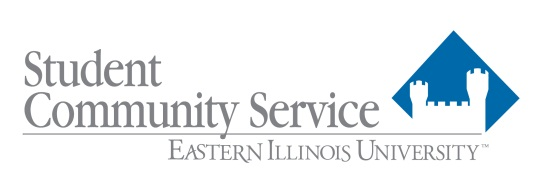 Student
Community Service
EASTERN ILLINOIS UNIVERSITY™